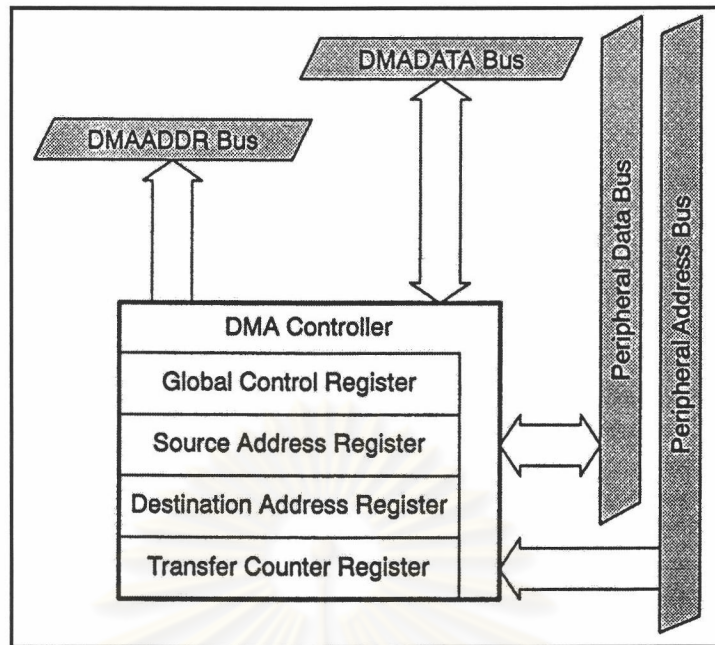 DMADATA Bus
DMAADDR Bus
Peripheral Data Bus
Peripheral Address Bus
DMA Controller
Global Control Register
Source Address Register
Destination Address Register
Transfer Counter Register